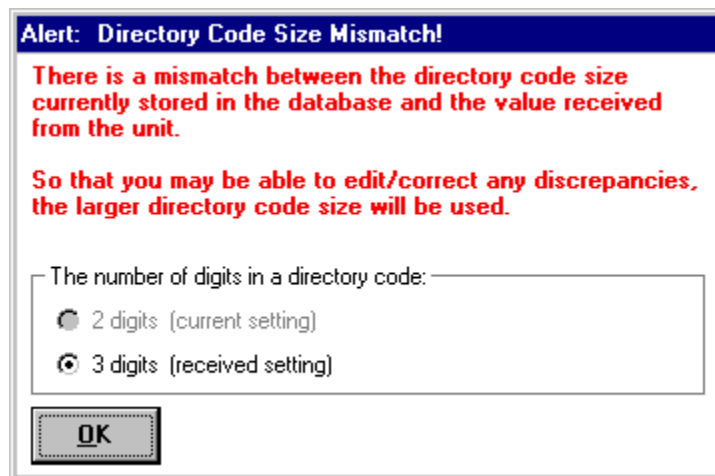 Alert:  Directory Code Size Mismatch!
There is a mismatch between the directory code size
currently stored in the database and the value received
from the unit.
So that you may be able to edit/correct any discrepancies,
the larger directory code size will be used.
The number of digits in a directory code:
2 digits  (current setting)
3 digits  (received setting)
OK